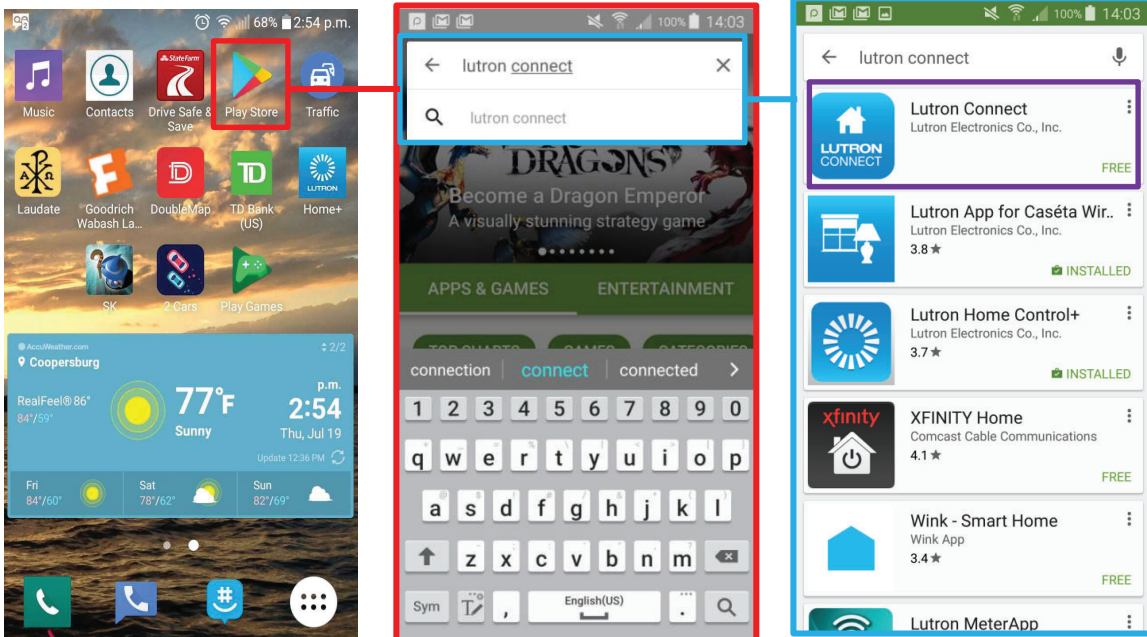 68% 2:54 p.m.
StateFarm
Music
Contacts
Drive Safe & Save
Play Store
Traffic
D
TD
LUTRON
Laudate
Goodrich Wabash La...
DoubleMap
TD Bank (US)
Home+
SK
2 Cars
Play Games
AccuWeather.com
2/2
Coopersburg
RealFeel® 86°
84°/59°
77°F
Sunny
p.m.
2:54
Thu, Jul 19
Update 12:36 PM
Fri
84°/60°
Sat
78°/62°
Sun
82°/69°
#
100% 14:03
lutron connect
lutron connect
DRAGONS
Become a Dragon Emperor
A visually stunning strategy game
APPS & GAMES
ENTERTAINMENT
TOP CHARTS
GAMES
CATEGORIES
connection
connect
connected
1 2 3 4 5 6 7 8 9 0
q w e r t y u i o p
a s d f g h j k l
z x c v b n m
Sym
,
English(US)
.
100% 14:03
lutron connect
LUTRON
CONNECT
Lutron Connect
Lutron Electronics Co., Inc.
FREE
Lutron App for Caséta Wir..
Lutron Electronics Co., Inc.
3.8
INSTALLED
Lutron Home Control+
Lutron Electronics Co., Inc.
3.7
INSTALLED
xfinity
XFINITY Home
Comcast Cable Communications
4.1
FREE
Wink - Smart Home
Wink App
3.4
FREE
Lutron MeterApp